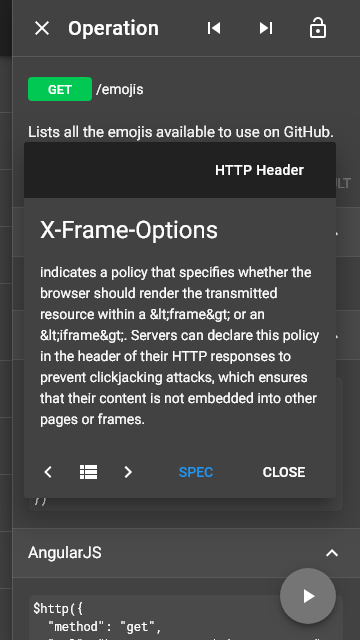 Operation
GET /emojis
Lists all the emojis available to use on GitHub.
HTTP Header
LT
X-Frame-Options
indicates a policy that specifies whether the
browser should render the transmitted
resource within a &lt;frame&gt; or an
&lt;iframe&gt;. Servers can declare this policy
in the header of their HTTP responses to
prevent clickjacking attacks, which ensures
that their content is not embedded into other
pages or frames.
SPEC CLOSE
})
AngularJS
$http({
"method": "get",